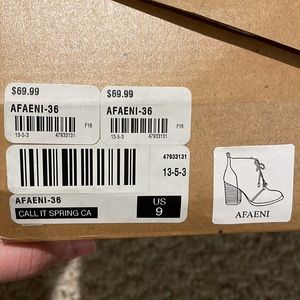 $69.99
AFAENI-36
F16
13-5-3 47933131
$69.99
AFAENI-36
F16
13-5-3 47933131
47933131
13-5-3
AFAENI-36
CALL IT SPRING CA
US
9
AFAENI